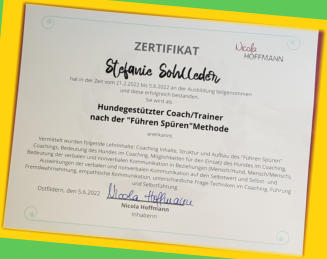 ZERTIFIKAT
Nicola
HOFFMANN
Stefanie Sohlleder
hat in der Zeit vom 21.2.2022 bis 5.6.2022 an der Ausbildung teilgenommen
und diese erfolgreich bestanden.
Sie wird als
Hundegestützter Coach/Trainer
nach der "Führen Spüren"Methode
anerkannt.
Vermittelt wurden folgende Lehrinhalte: Coaching Inhalte, Struktur und Aufbau des "Führen Spüren"
Coachings, Bedeutung des Hundes im Coaching, Möglichkeiten für den Einsatz des Hundes im Coaching,
Bedeutung der verbalen und nonverbalen Kommunikation in Beziehungen (Mensch/Hund, Mensch/Mensch),
Auswirkungen der verbalen und nonverbalen Kommunikation auf den Selbstwert und Selbst- und
Fremdwahrnehmung, empathische Kommunikation, unterschiedliche Frage-Techniken im Coaching, Führung
und Selbstführung.
Ostfildern, den 5.6.2022
Nicola Hoffmann
Nicola Hoffmann
Inhaberin